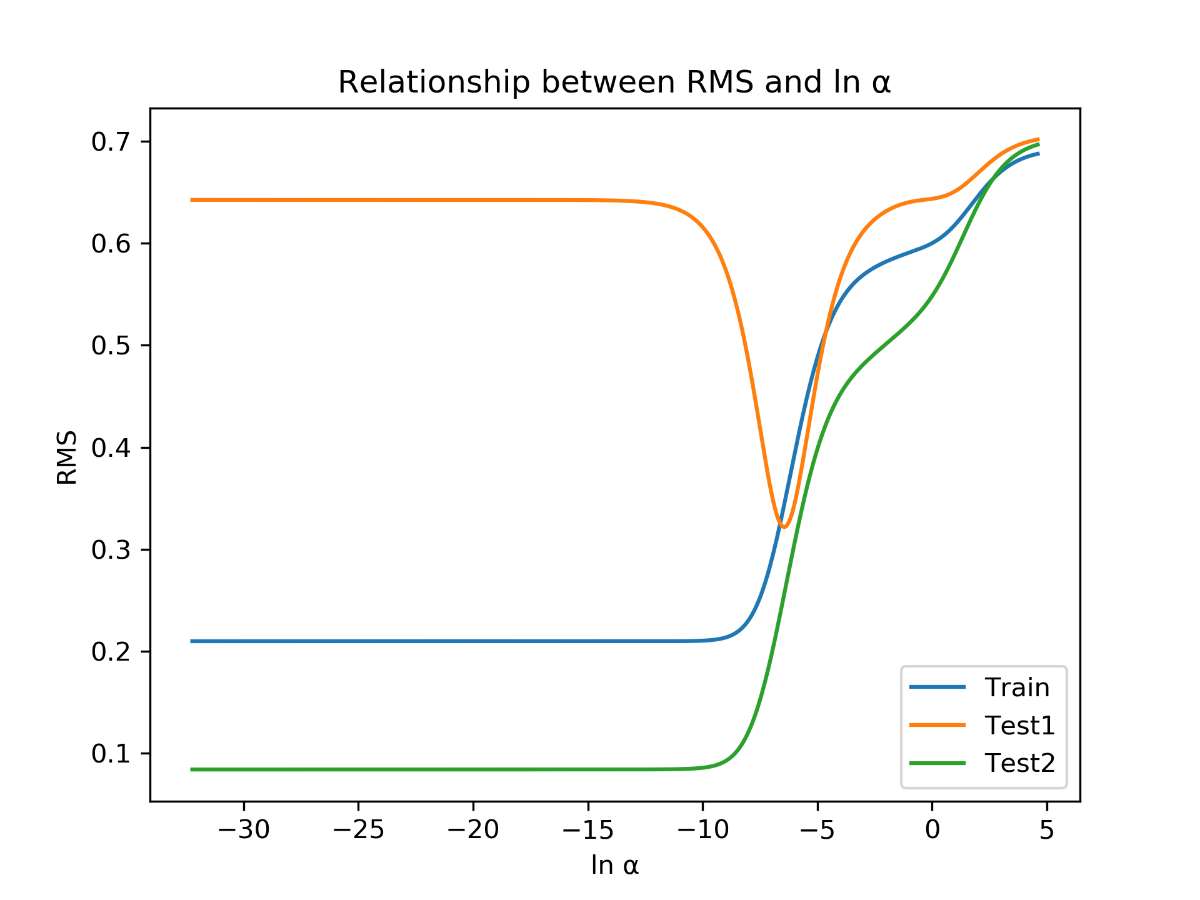 Relationship between RMS and ln α
RMS
0.7
0.6
0.5
0.4
0.3
0.2
0.1
Train
Test1
Test2
−30 −25 −20 −15 −10 −5 0 5
ln α